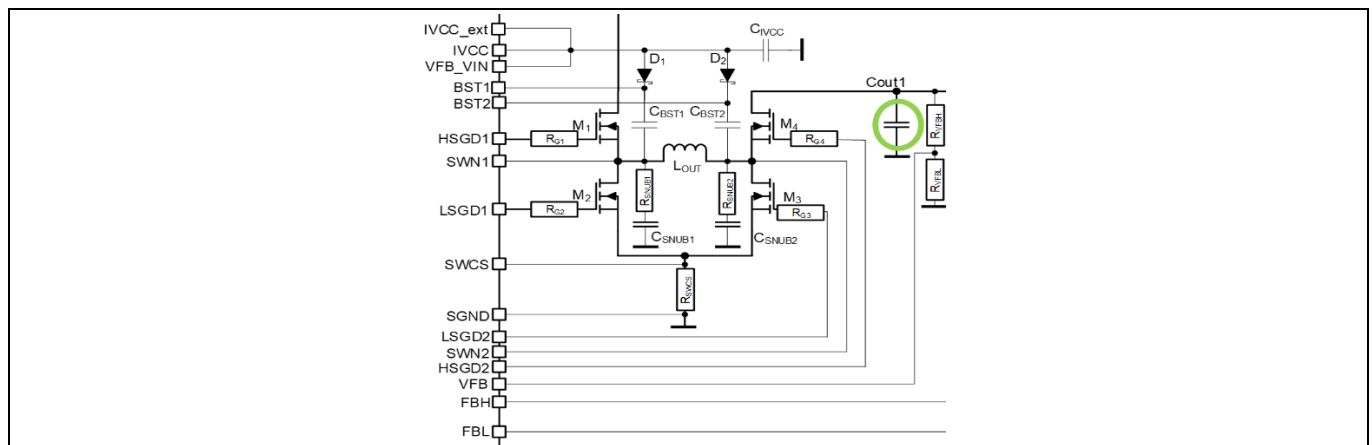 IVCC_ext
IVCC
VFB_VIN
BST1
BST2
HSGD1
SWN1
LSGD1
SWCS
SGND
LSGD2
SWN2
HSGD2
VFB
FBH
FBL
CIVCC
D1
D2
Cout1
CBST1
CBST2
M1
M4
RG1
RG4
RVFBH
LOUT
RVFBL
M2
RSNUB1
RSNUB2
M3
RG2
RG3
CSNUB1
CSNUB2
RSWCS